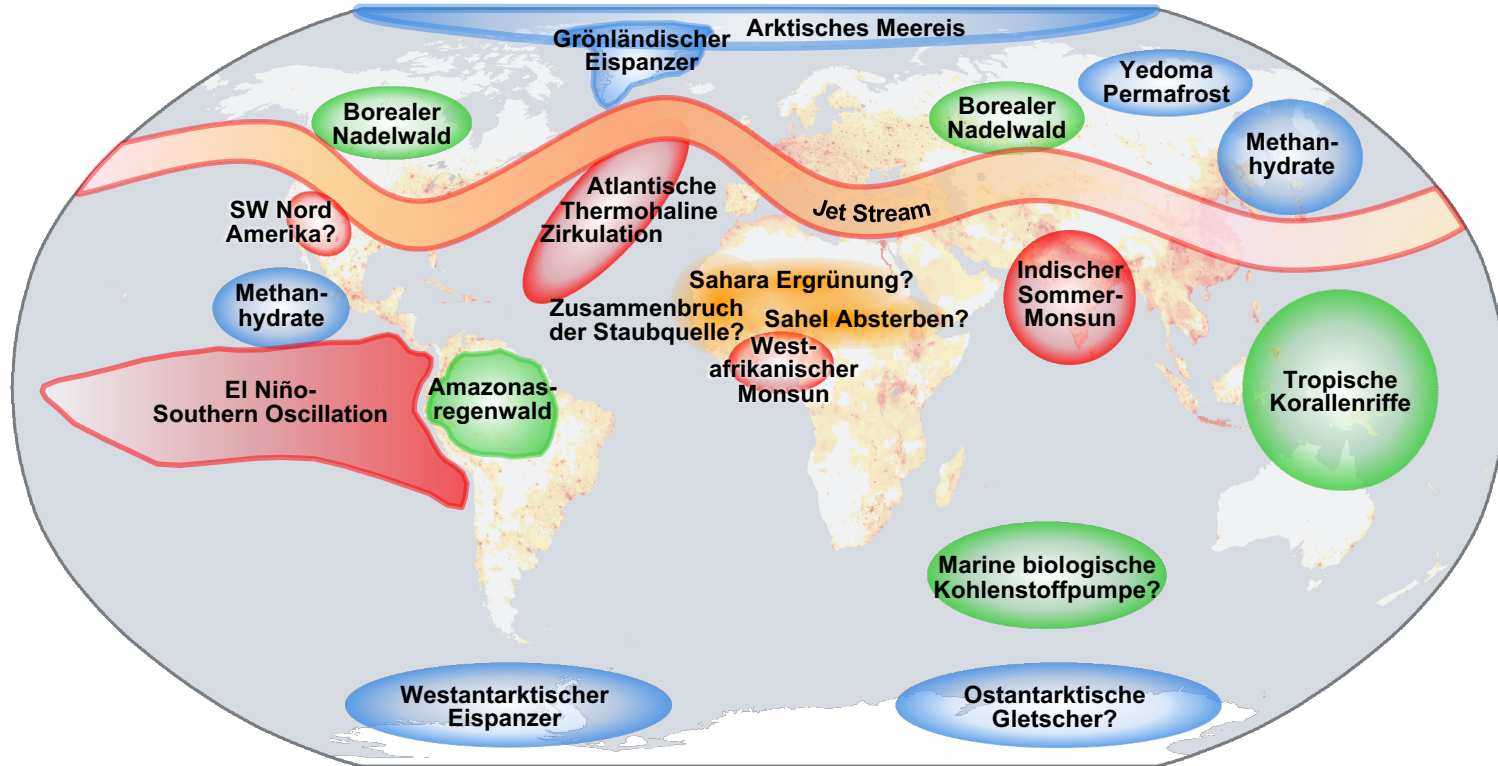 Arktisches Meereis
Grönländischer
Eispanzer
Yedoma
Permafrost
Borealer
Nadelwald
Borealer
Nadelwald
Methan-
hydrate
Atlantische
Thermohaline
Zirkulation
Jet Stream
SW Nord
Amerika?
Methan-
hydrate
Sahara Ergrünung?
Zusammenbruch
der Staubquelle?
Sahel Absterben?
West-
afrikanischer
Monsun
Indischer
Sommer-
Monsun
El Niño-
Southern Oscillation
Amazonas-
regenwald
Tropische
Korallenriffe
Marine biologische
Kohlenstoffpumpe?
Westantarktischer
Eispanzer
Ostantarktische
Gletscher?